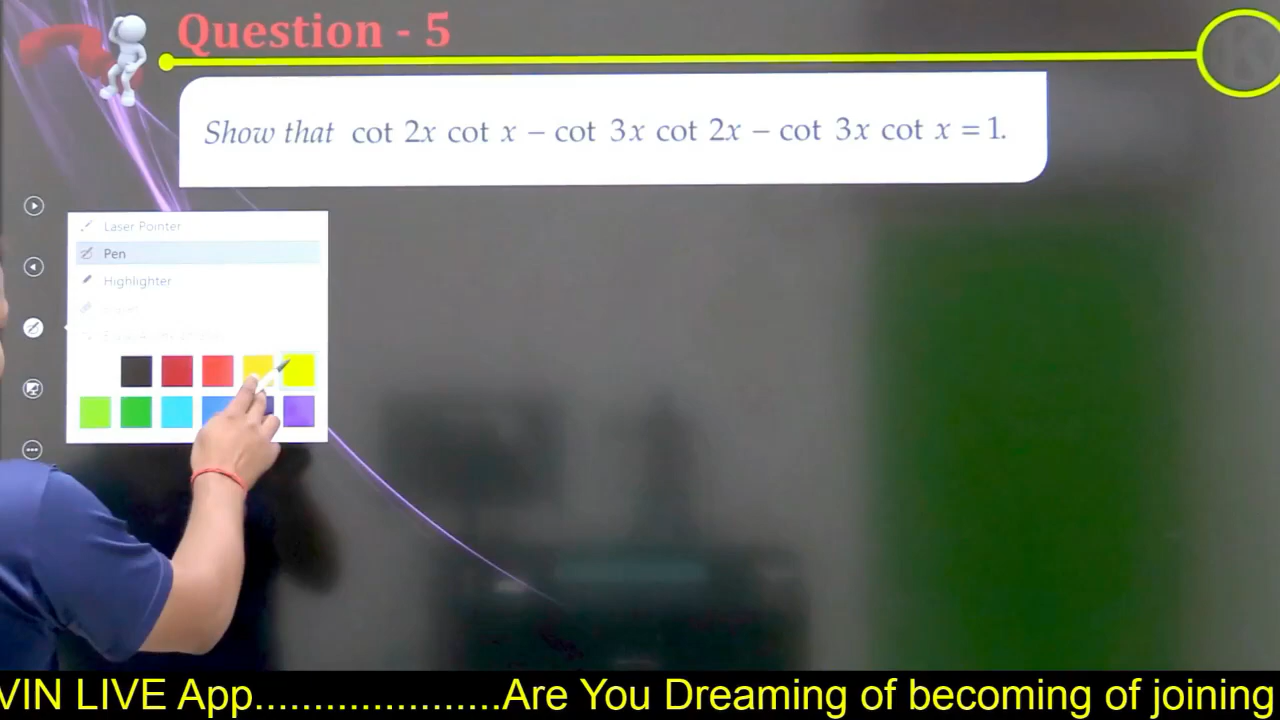 Question - 5
Show that cot 2x cot x – cot 3x cot 2x – cot 3x cot x = 1.
Laser Pointer
Pen
Highlighter
VIN LIVE App.....................Are You Dreaming of becoming of joining